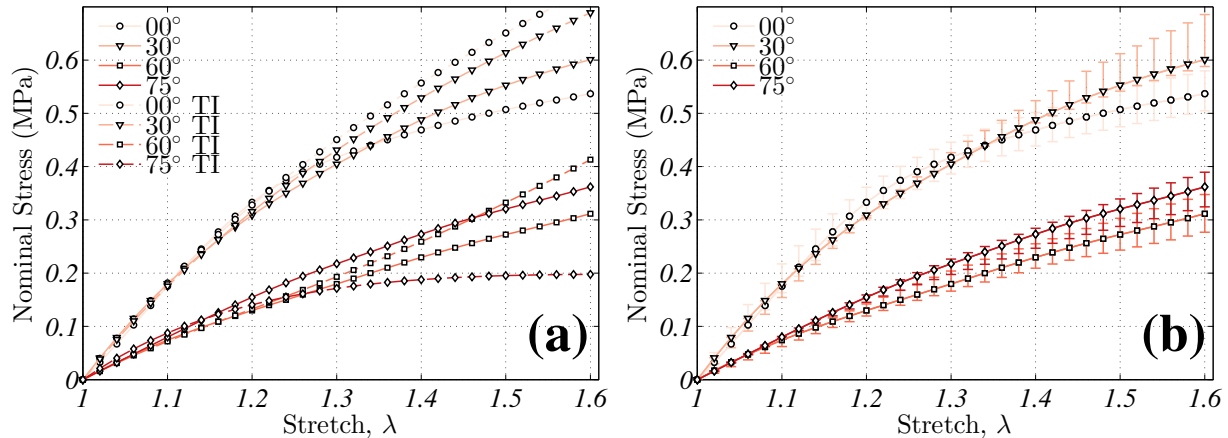 00°
30°
60°
75°
00° TI
30° TI
60° TI
75° TI
0.6
0.5
0.4
0.3
0.2
0.1
0
Nominal Stress (MPa)
1 1.1 1.2 1.3 1.4 1.5 1.6
Stretch, λ
(a)
00°
30°
60°
75°
0.6
0.5
0.4
0.3
0.2
0.1
0
Nominal Stress (MPa)
1 1.1 1.2 1.3 1.4 1.5 1.6
Stretch, λ
(b)